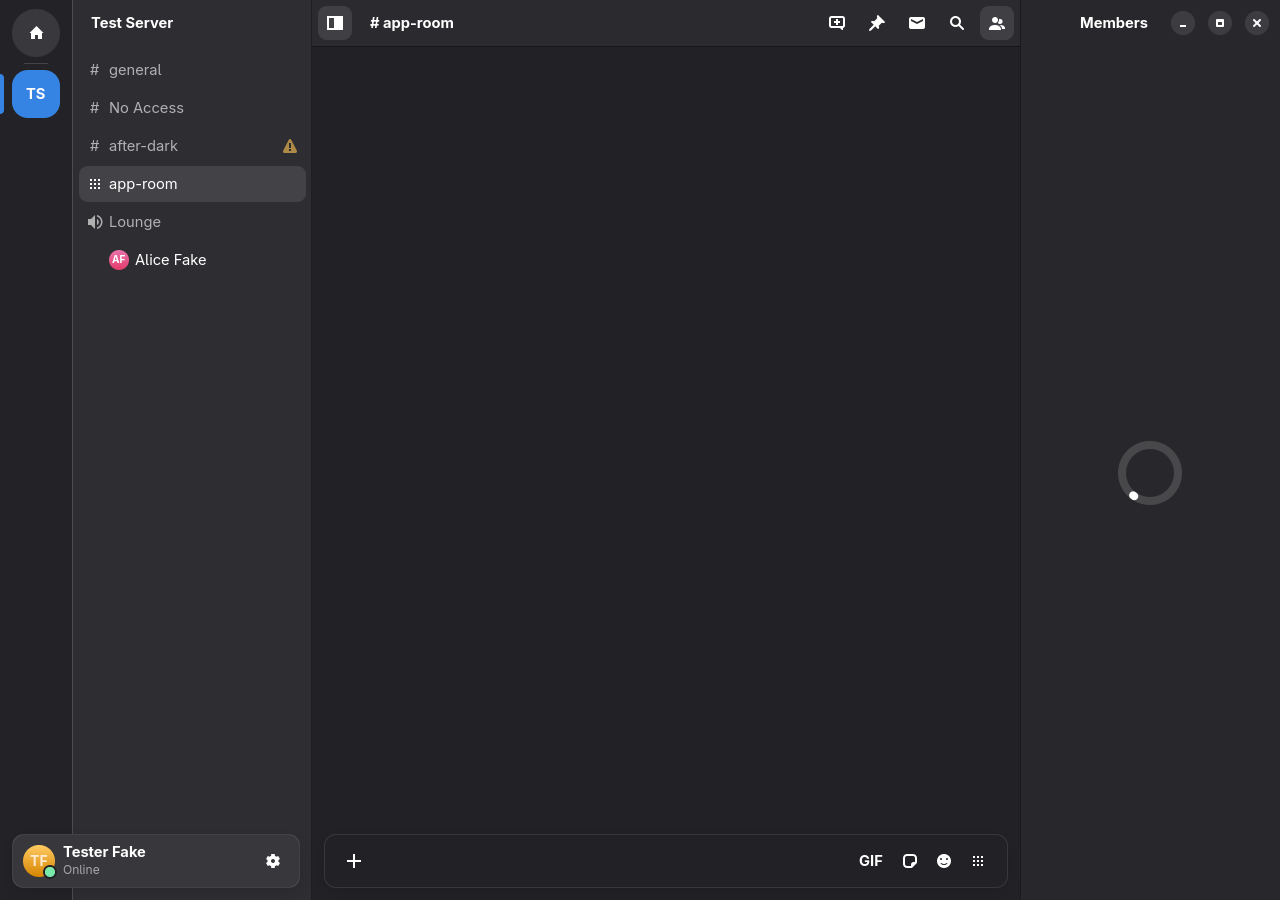 TS
Test Server
# general
# No Access
# after-dark
app-room
Lounge
AF Alice Fake
TF
Tester Fake
Online
# app-room
GIF
Members